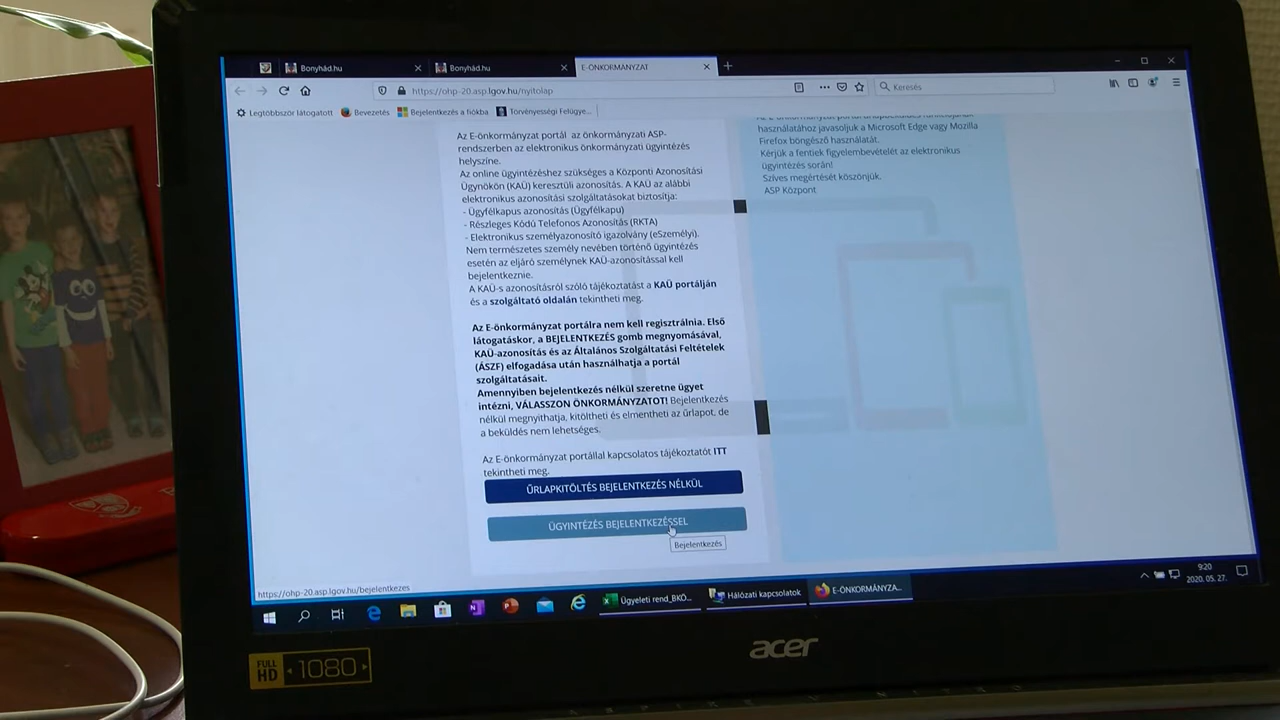 Bonyhád.hu
Bonyhád.hu
E-ÖNKORMÁNYZAT
https://ohp-20.asp.lgov.hu/nyitolap
Keresés
Legtöbbször látogatott
Bevezetés
Bejelentkezés a fiókba
Törvényességi Felügye...
Az E-önkormányzat portál az önkormányzati ASP-
rendszerben az elektronikus önkormányzati ügyintézés
helyszíne.
Az online ügyintézéshez szükséges a Központi Azonosítási
Ügynökön (KAÜ) keresztüli azonosítás. A KAÜ az alábbi
elektronikus azonosítási szolgáltatásokat biztosítja:
- Ügyfélkapus azonosítás (Ügyfélkapu)
- Részleges Kódú Telefonos Azonosítás (RKTA)
- Elektronikus személyazonosító igazolvány (eSzemélyi).
Nem természetes személy nevében történő ügyintézés
esetén az eljáró személynek KAÜ-azonosítással kell
bejelentkeznie.
A KAÜ-s azonosításról szóló tájékoztatást a KAÜ portálján
és a szolgáltató oldalán tekintheti meg.
Az E-önkormányzat portálra nem kell regisztrálnia. Első
látogatáskor, a BEJELENTKEZÉS gomb megnyomásával,
KAÜ-azonosítás és az Általános Szolgáltatási Feltételek
(ÁSZF) elfogadása után használhatja a portál
szolgáltatásait.
Amennyiben bejelentkezés nélkül szeretne ügyet
intézni, VÁLASSZON ÖNKORMÁNYZATOT! Bejelentkezés
nélkül megnyithatja, kitöltheti és elmentheti az űrlapot, de
a beküldés nem lehetséges.
Az E-önkormányzat portállal kapcsolatos tájékoztatót ITT
tekintheti meg.
ŰRLAPKITÖLTÉS BEJELENTKEZÉS NÉLKÜL
ÜGYINTÉZÉS BEJELENTKEZÉSSEL
Bejelentkezés
használatához javasoljuk a Microsoft Edge vagy Mozilla
Firefox böngésző használatát.
Kérjük a fentiek figyelembevételét az elektronikus
ügyintézés során!
Szíves megértését köszönjük.
ASP Központ
https://ohp-20.asp.lgov.hu/bejelentkezes
Ügyeleti rend_BKÖ...
Hálózati kapcsolatok
E-ÖNKORMÁNYZA...
9:20
2020. 05. 27.
FULL HD 1080
acer